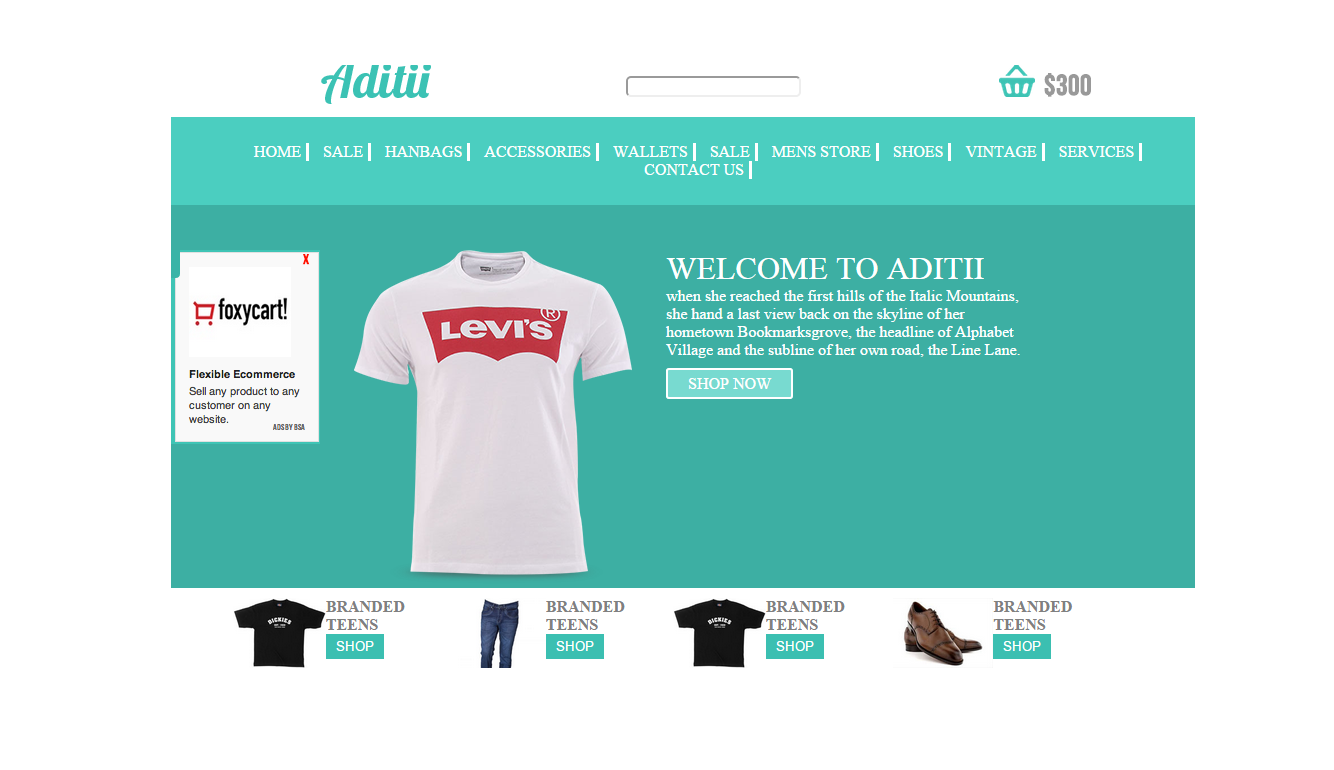 Aditii
$300
HOME SALE HANBAGS ACCESSORIES WALLETS SALE MENS STORE SHOES VINTAGE SERVICES
CONTACT US
X
foxycart!
Flexible Ecommerce
Sell any product to any
customer on any
website.
ADS BY BSA
LEVI'S ®
WELCOME TO ADITII
when she reached the first hills of the Italic Mountains,
she hand a last view back on the skyline of her
hometown Bookmarksgrove, the headline of Alphabet
Village and the subline of her own road, the Line Lane.
SHOP NOW
DICKIES
BRANDED
TEENS
SHOP
BRANDED
TEENS
SHOP
DICKIES
BRANDED
TEENS
SHOP
BRANDED
TEENS
SHOP